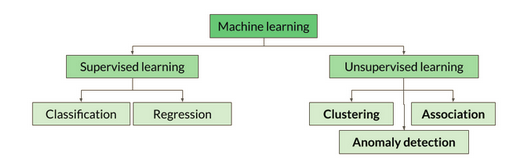 Machine learning
Supervised learning
Unsupervised learning
Classification
Regression
Clustering
Association
Anomaly detection